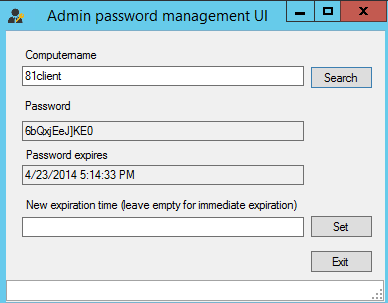 Admin password management UI
Computername
81client
Search
Password
6bQxjEeJ]KE0
Password expires
4/23/2014 5:14:33 PM
New expiration time (leave empty for immediate expiration)
Set
Exit